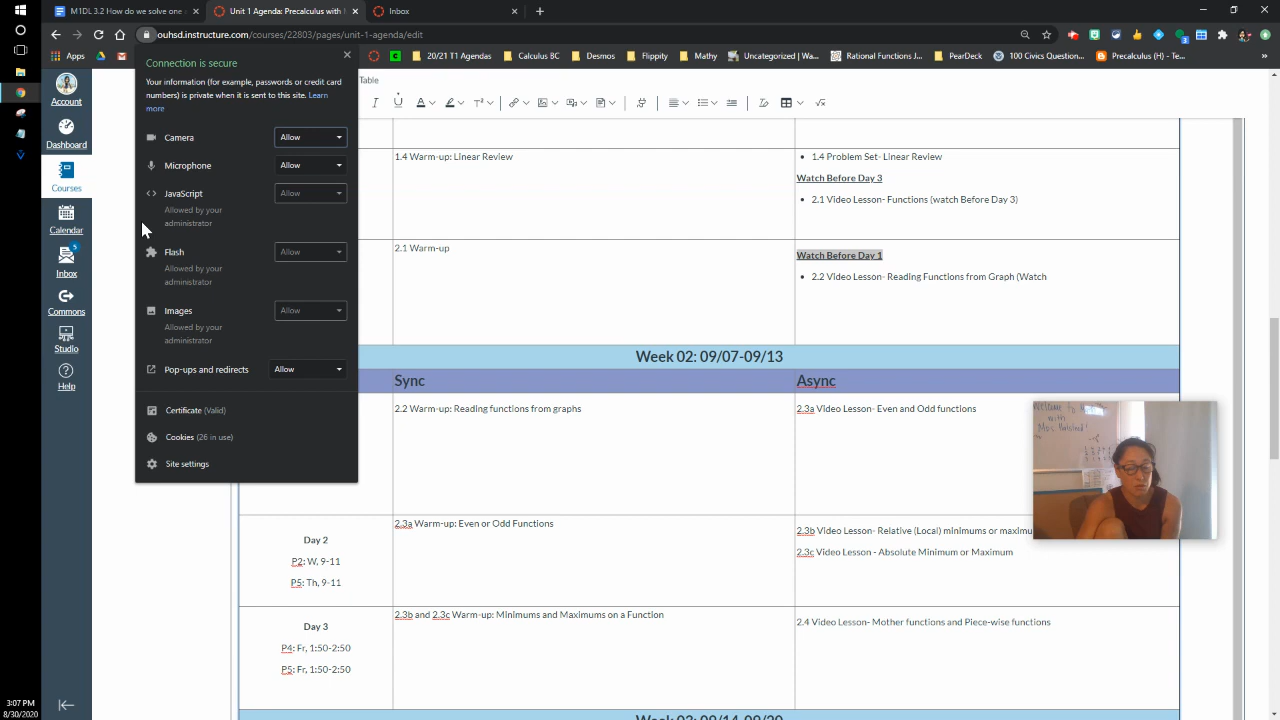 M1DL 3.2 How do we solve one
Unit 1 Agenda: Precalculus with
Inbox
ouhsd.instructure.com/courses/22803/pages/unit-1-agenda/edit
Apps
20/21 T1 Agendas
Calculus BC
Desmos
Flippity
Mathy
Uncategorized | Wa...
Rational Functions J...
PearDeck
100 Civics Question...
Precalculus (H) - Te...
Connection is secure
Your information (for example, passwords or credit card
numbers) is private when it is sent to this site. Learn
more
Camera
Allow
Microphone
Allow
JavaScript
Allow
Allowed by your
administrator
Flash
Allow
Allowed by your
administrator
Images
Allow
Allowed by your
administrator
Pop-ups and redirects
Allow
Certificate (Valid)
Cookies (26 in use)
Site settings
Account
Dashboard
Courses
Calendar
5
Inbox
Commons
Studio
Help
Table
1.4 Warm-up: LInear Review
1.4 Problem Set- Linear Review
Watch Before Day 3
2.1 Video Lesson- Functions (watch Before Day 3)
2.1 Warm-up
Watch Before Day 1
2.2 Video Lesson- Reading Functions from Graph (Watch
Week 02: 09/07-09/13
Sync
Async
2.2 Warm-up: Reading functions from graphs
2.3a Video Lesson- Even and Odd functions
Day 2
P2: W, 9-11
P5: Th, 9-11
2.3a Warm-up: Even or Odd Functions
2.3b Video Lesson- Relative (Local) minimums or maximu
2.3c Video Lesson - Absolute Minimum or Maximum
Day 3
P4: Fr, 1:50-2:50
P5: Fr, 1:50-2:50
2.3b and 2.3c Warm-up: Minimums and Maximums on a Function
2.4 Video Lesson- Mother functions and Piece-wise functions
Week 03: 09/14-09/20
Welcome to
with
3:07 PM
8/30/2020